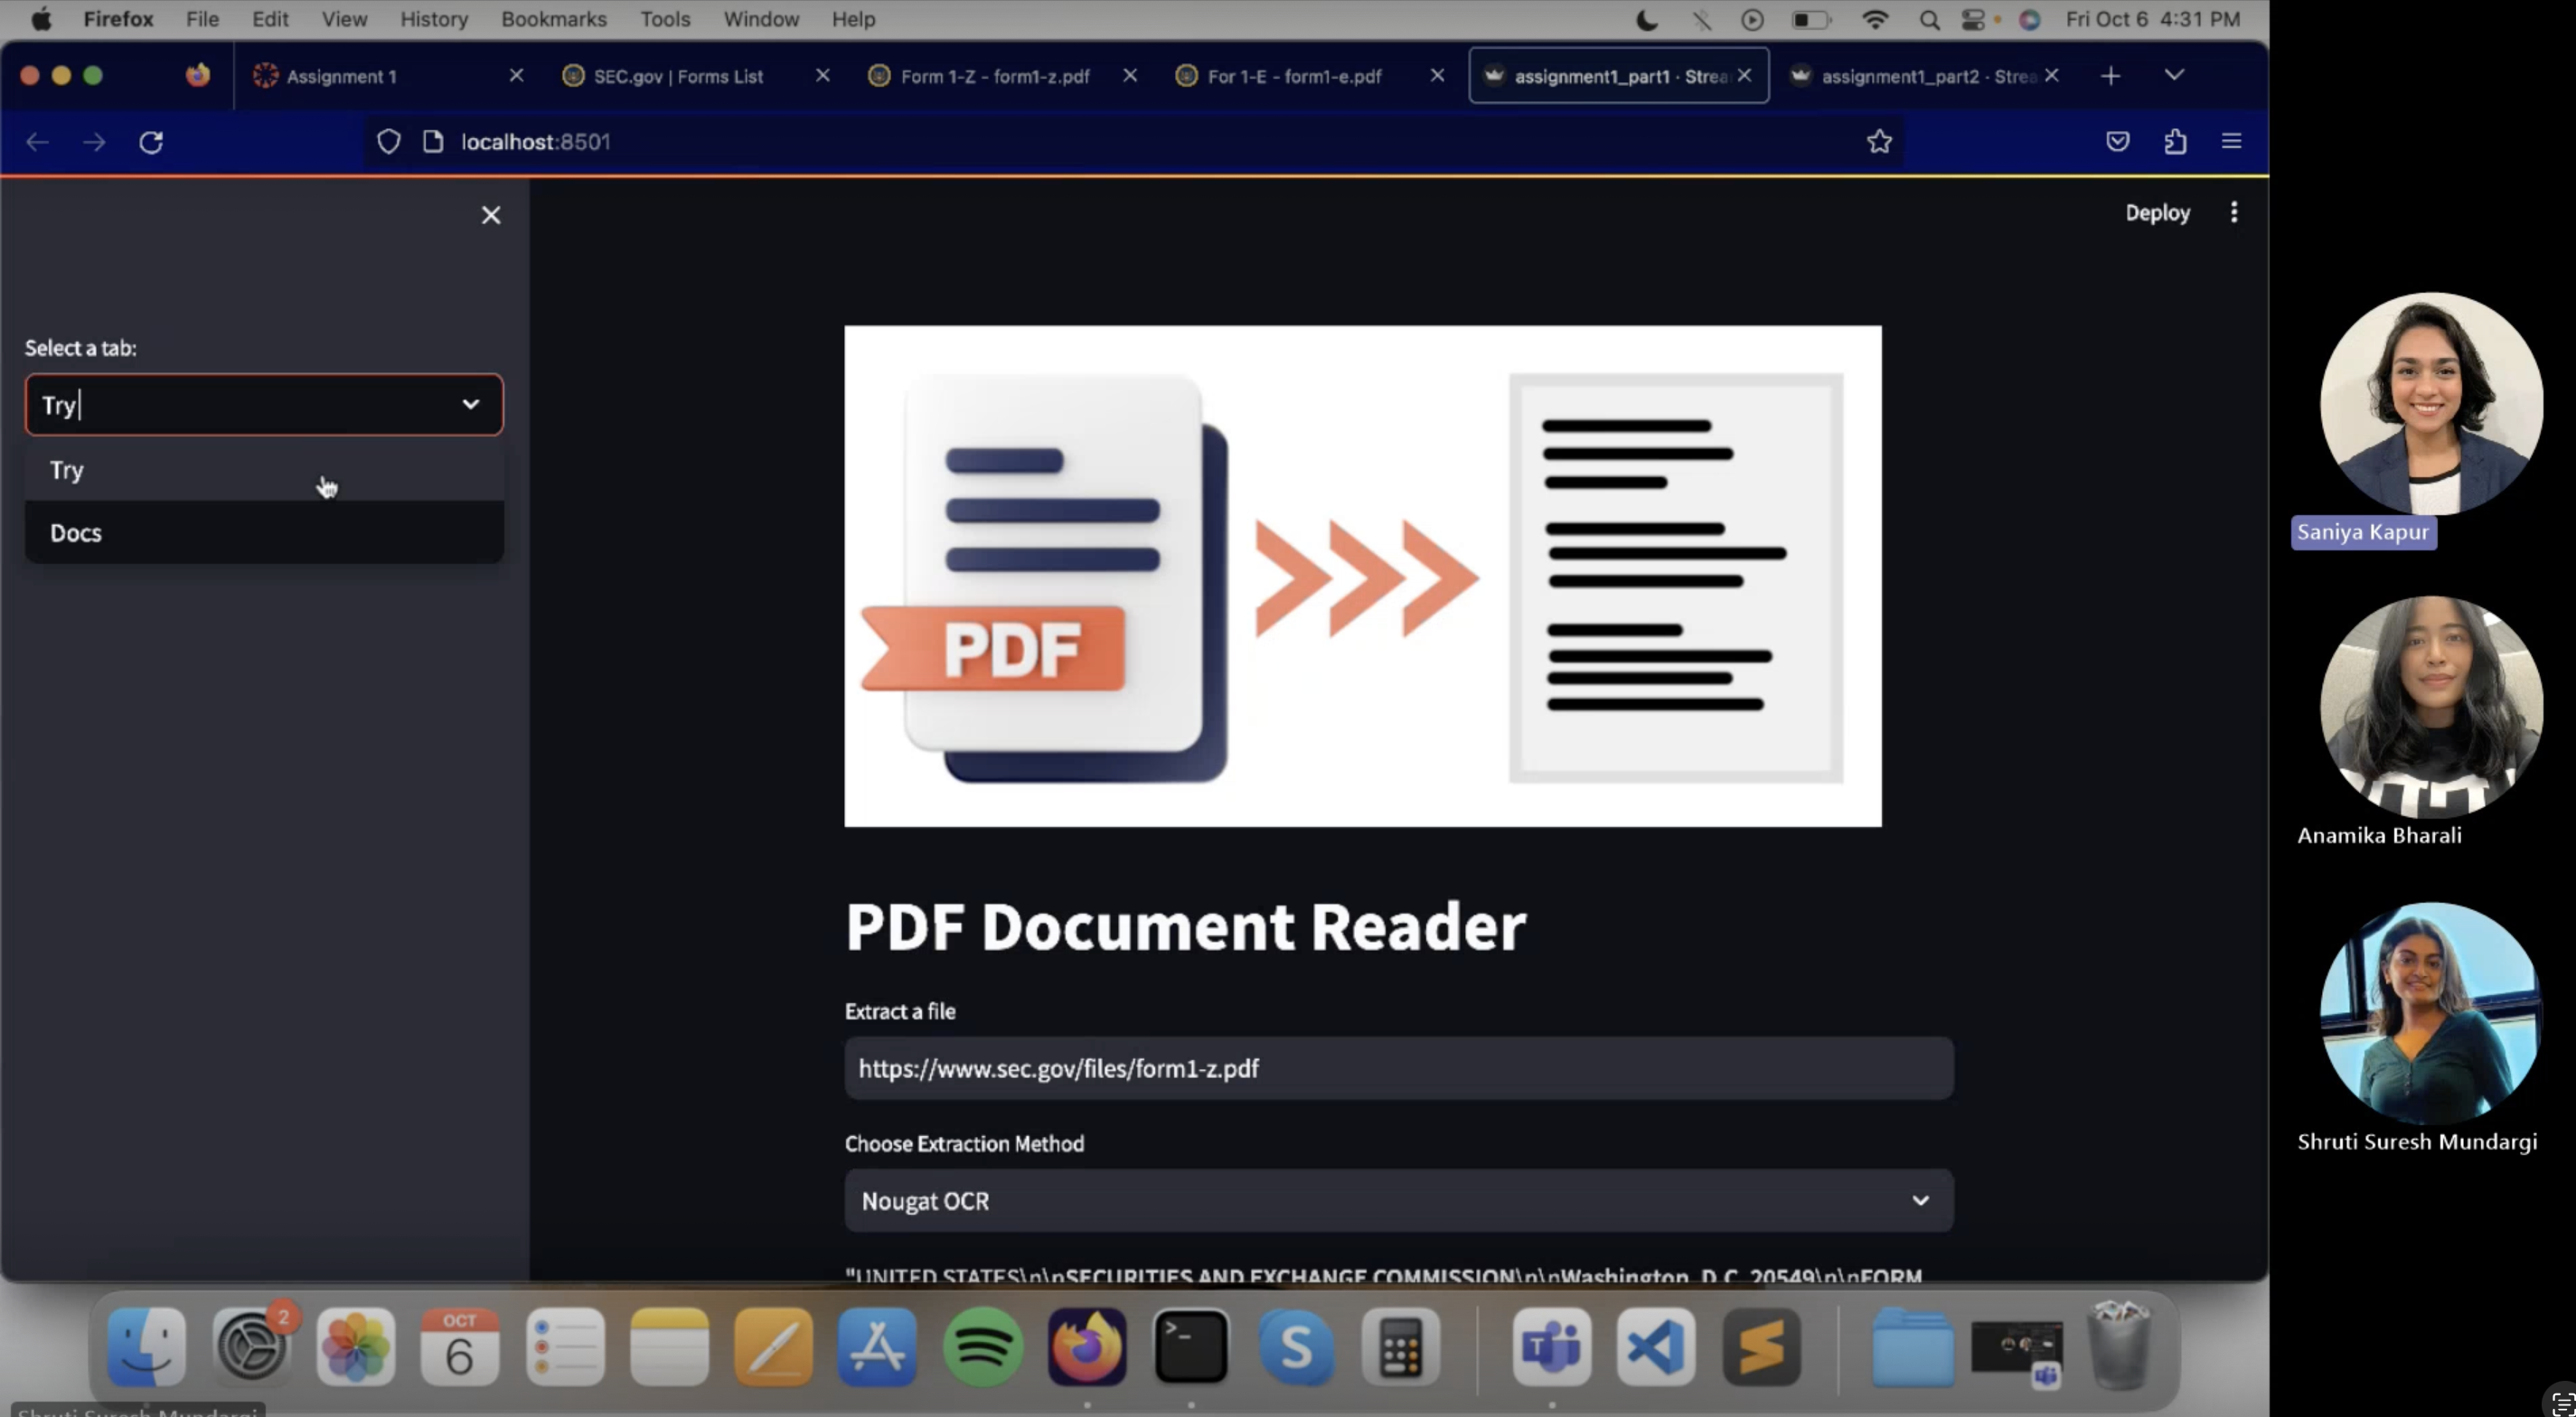 Firefox File Edit View History Bookmarks Tools Window Help Fri Oct 6 4:31 PM
Assignment 1 SEC.gov | Forms List Form 1-Z - form1-z.pdf For 1-E - form1-e.pdf assignment1_part1 · Strea assignment1_part2 · Strea
localhost:8501
Deploy
Select a tab:
Try
Try
Docs
PDF
PDF Document Reader
Extract a file
https://www.sec.gov/files/form1-z.pdf
Choose Extraction Method
Nougat OCR
"UNITED STATES\n\nSECURITIES AND EXCHANGE COMMISSION\n\nWashington, D.C. 20549\n\nFORM
Saniya Kapur
Anamika Bharali
Shruti Suresh Mundargi
2
OCT
6
S
T
Shruti Suresh Mundargi